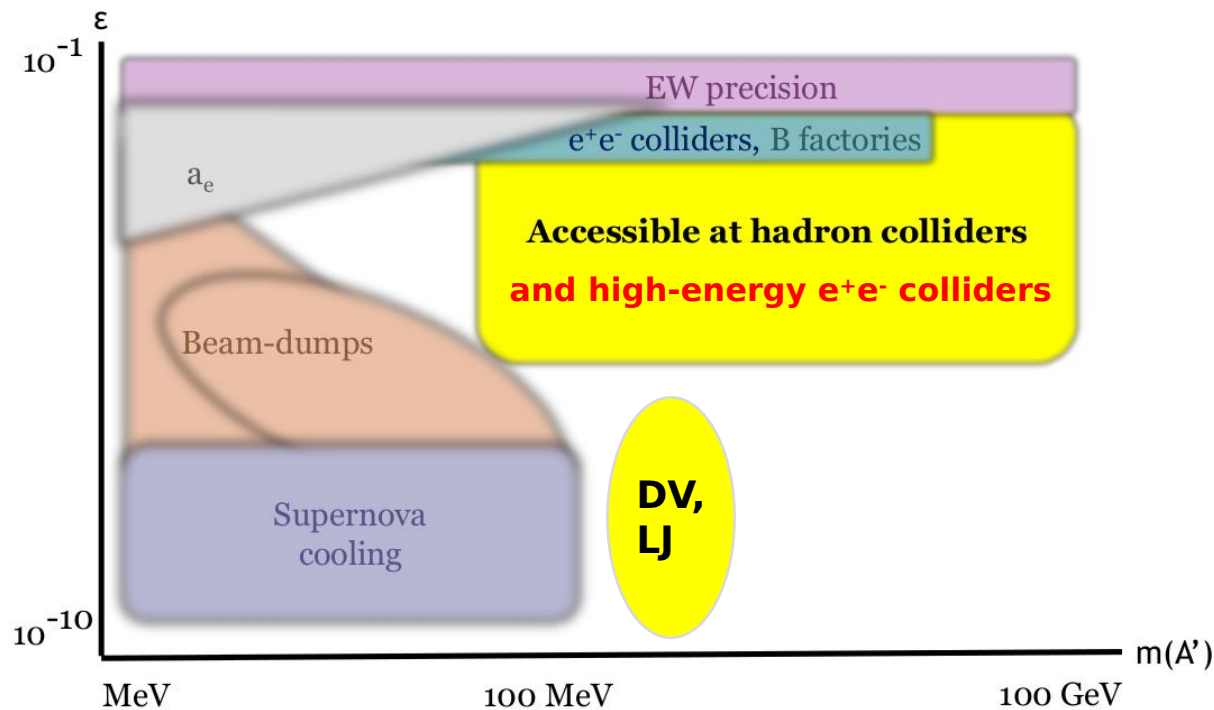 ε
10⁻¹
EW precision
e⁺e⁻ colliders, B factories
aₑ
Accessible at hadron colliders
and high-energy e⁺e⁻ colliders
Beam-dumps
DV,
LJ
Supernova
cooling
10⁻¹⁰
m(A’)
MeV 100 MeV 100 GeV